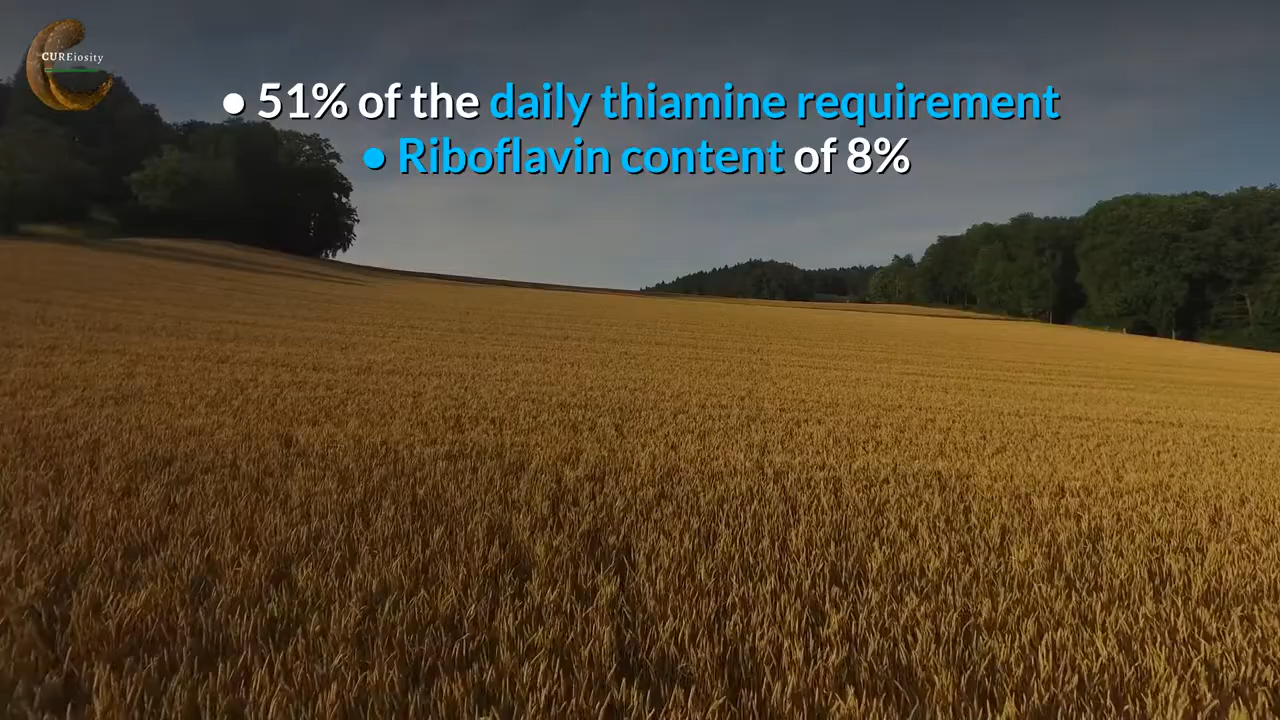 CUREiosity
● 51% of the daily thiamine requirement
● Riboflavin content of 8%